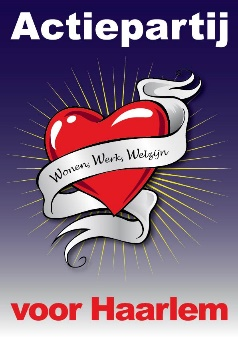 Actiepartij
Wonen, Werk, Welzijn
voor Haarlem